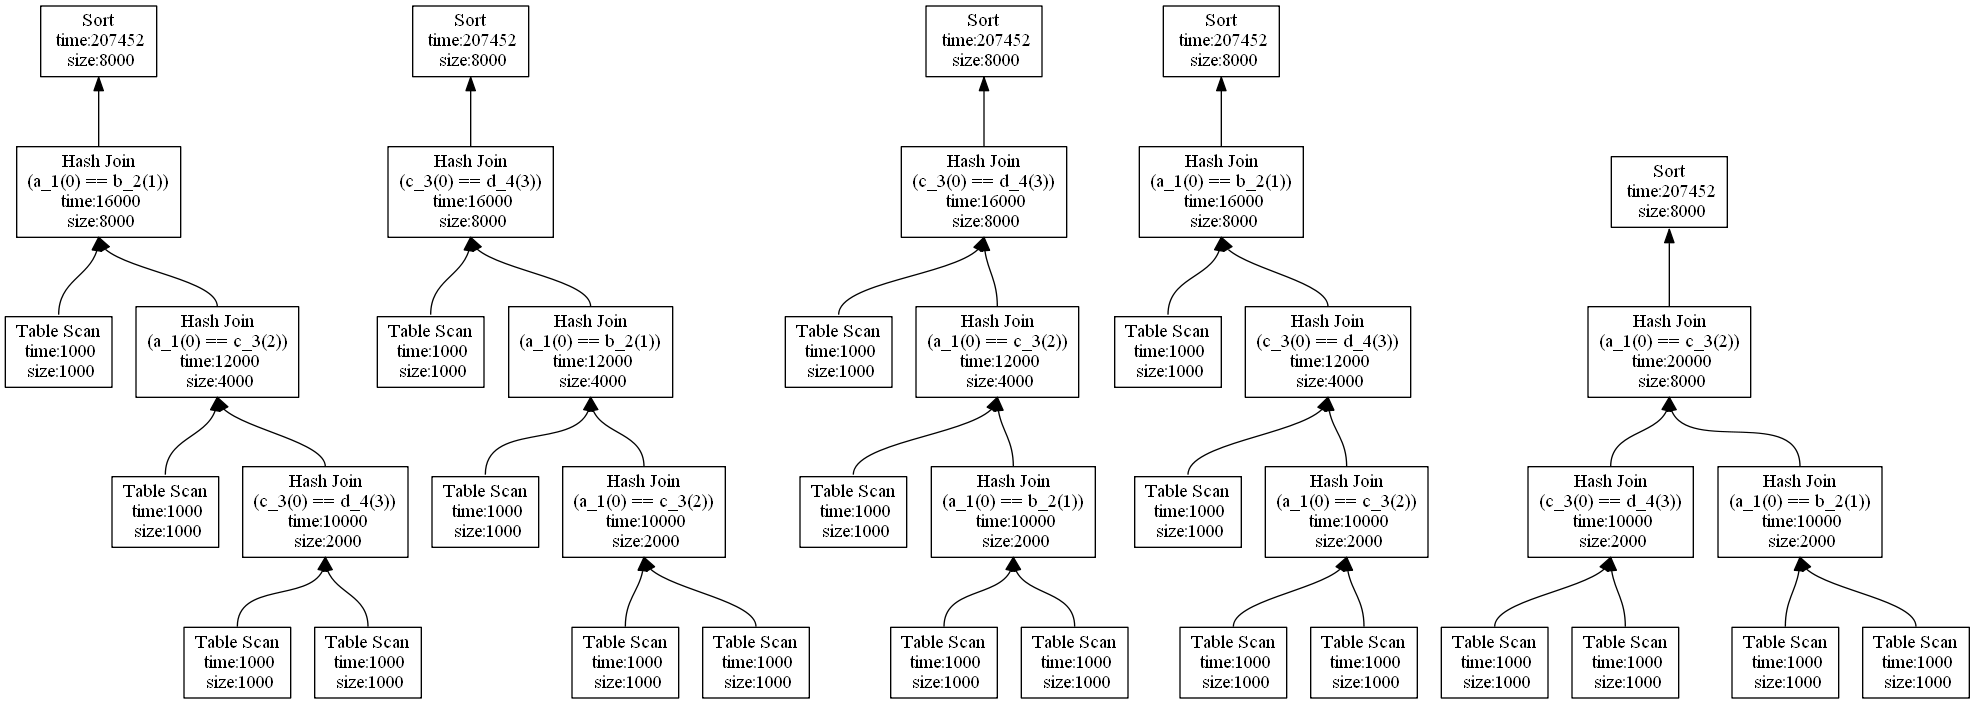 Sort
time:207452
size:8000
Hash Join
(a_1(0) == b_2(1))
time:16000
size:8000
Table Scan
time:1000
size:1000
Hash Join
(a_1(0) == c_3(2))
time:12000
size:4000
Table Scan
time:1000
size:1000
Hash Join
(c_3(0) == d_4(3))
time:10000
size:2000
Table Scan
time:1000
size:1000
Table Scan
time:1000
size:1000
Sort
time:207452
size:8000
Hash Join
(c_3(0) == d_4(3))
time:16000
size:8000
Table Scan
time:1000
size:1000
Hash Join
(a_1(0) == b_2(1))
time:12000
size:4000
Table Scan
time:1000
size:1000
Hash Join
(a_1(0) == c_3(2))
time:10000
size:2000
Table Scan
time:1000
size:1000
Table Scan
time:1000
size:1000
Sort
time:207452
size:8000
Hash Join
(c_3(0) == d_4(3))
time:16000
size:8000
Table Scan
time:1000
size:1000
Hash Join
(a_1(0) == c_3(2))
time:12000
size:4000
Table Scan
time:1000
size:1000
Hash Join
(a_1(0) == b_2(1))
time:10000
size:2000
Table Scan
time:1000
size:1000
Table Scan
time:1000
size:1000
Sort
time:207452
size:8000
Hash Join
(a_1(0) == b_2(1))
time:16000
size:8000
Table Scan
time:1000
size:1000
Hash Join
(c_3(0) == d_4(3))
time:12000
size:4000
Table Scan
time:1000
size:1000
Hash Join
(a_1(0) == c_3(2))
time:10000
size:2000
Table Scan
time:1000
size:1000
Table Scan
time:1000
size:1000
Sort
time:207452
size:8000
Hash Join
(a_1(0) == c_3(2))
time:20000
size:8000
Hash Join
(c_3(0) == d_4(3))
time:10000
size:2000
Hash Join
(a_1(0) == b_2(1))
time:10000
size:2000
Table Scan
time:1000
size:1000
Table Scan
time:1000
size:1000
Table Scan
time:1000
size:1000
Table Scan
time:1000
size:1000